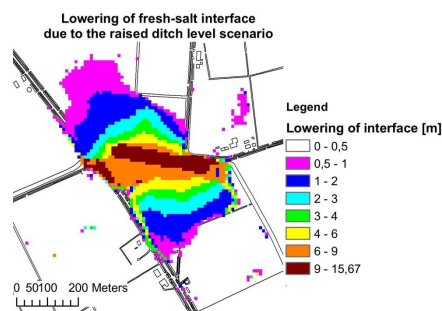 Lowering of fresh-salt interface
due to the raised ditch level scenario
Legend
Lowering of interface [m]
0 - 0,5
0,5 - 1
1 - 2
2 - 3
3 - 4
4 - 6
6 - 9
9 - 15,67
0 50100 200 Meters